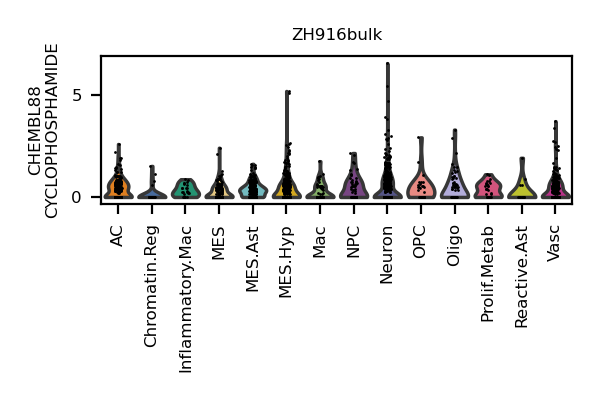 ZH916bulk
CHEMBL88
CYCLOPHOSPHAMIDE
5
0
AC
Chromatin.Reg
Inflammatory.Mac
MES
MES.Ast
MES.Hyp
Mac
NPC
Neuron
OPC
Oligo
Prolif.Metab
Reactive.Ast
Vasc